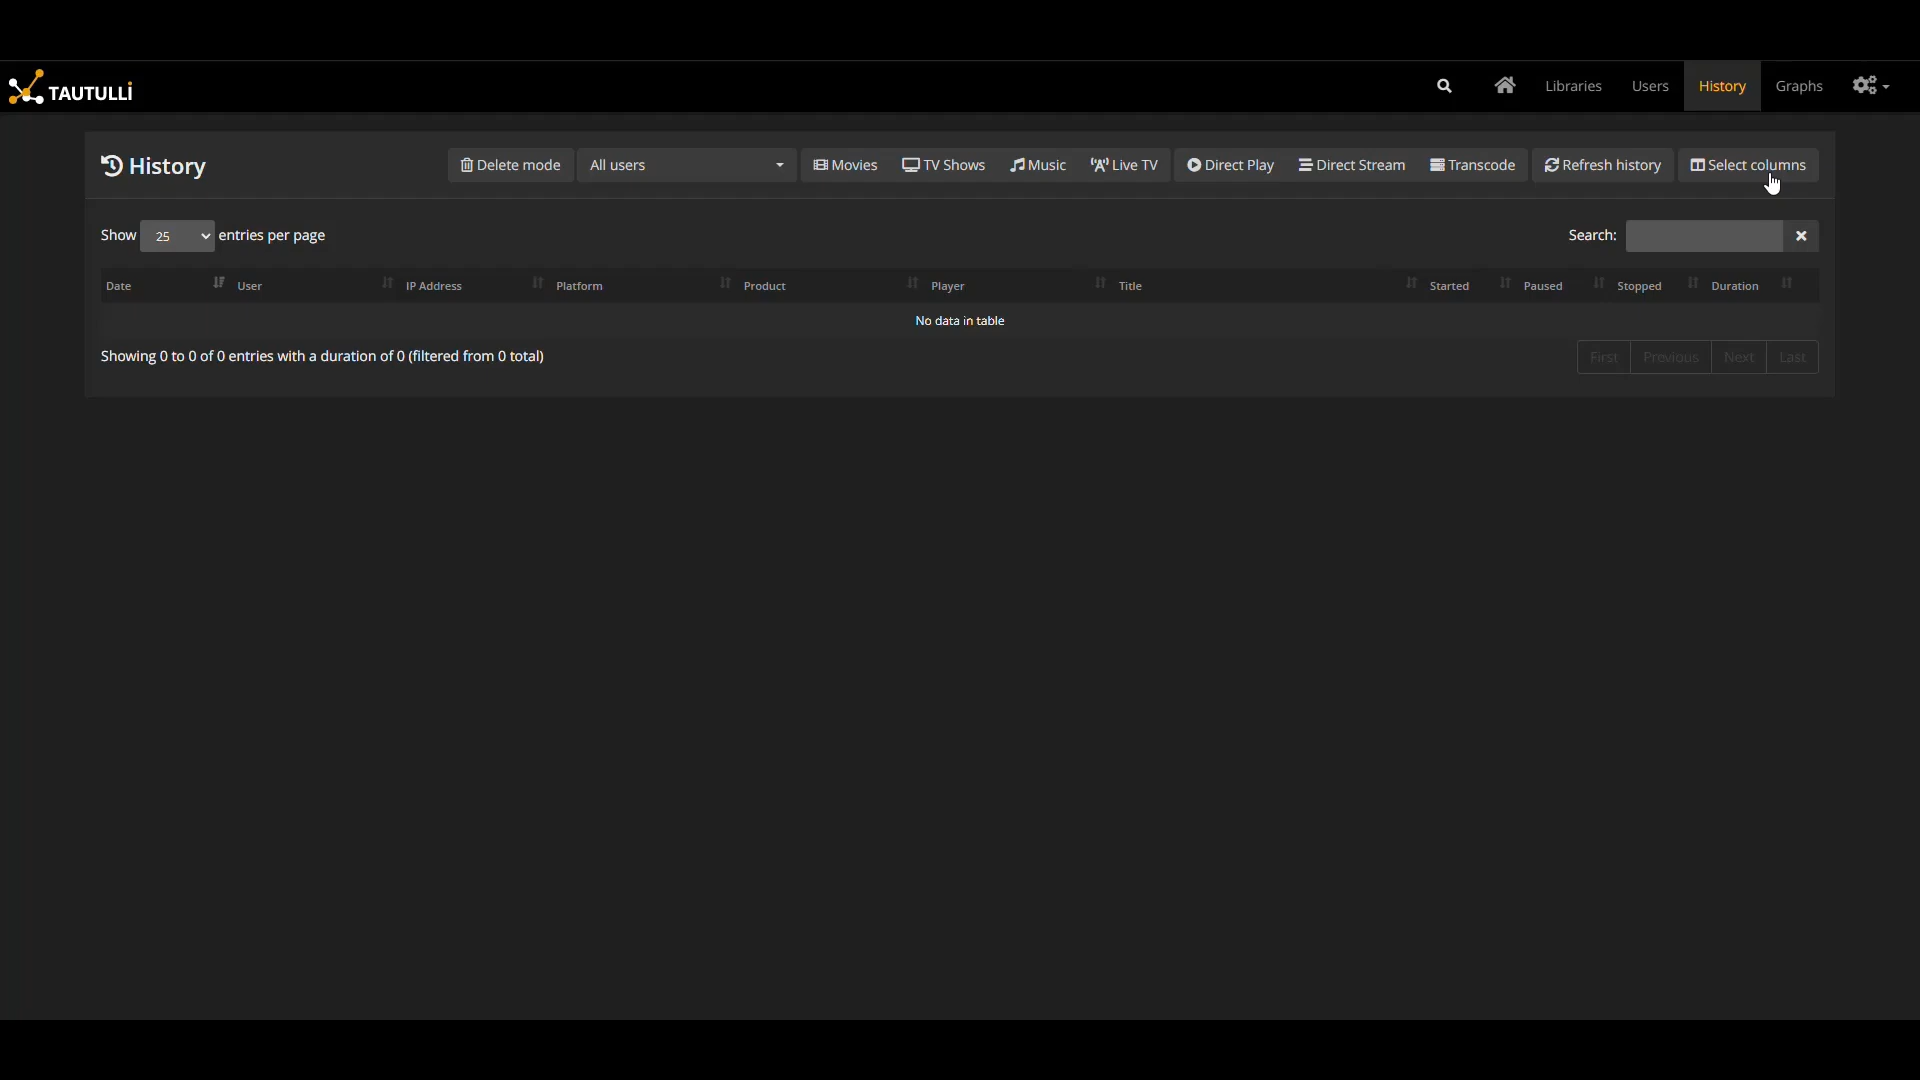 TAUTULLi
Libraries Users History Graphs
History Delete mode All users Movies TV Shows Music Live TV Direct Play Direct Stream Transcode Refresh history Select columns
Show 25 entries per page Search:
Date User IP Address Platform Product Player Title Started Paused Stopped Duration
No data in table
Showing 0 to 0 of 0 entries with a duration of 0 (filtered from 0 total) First Previous Next Last